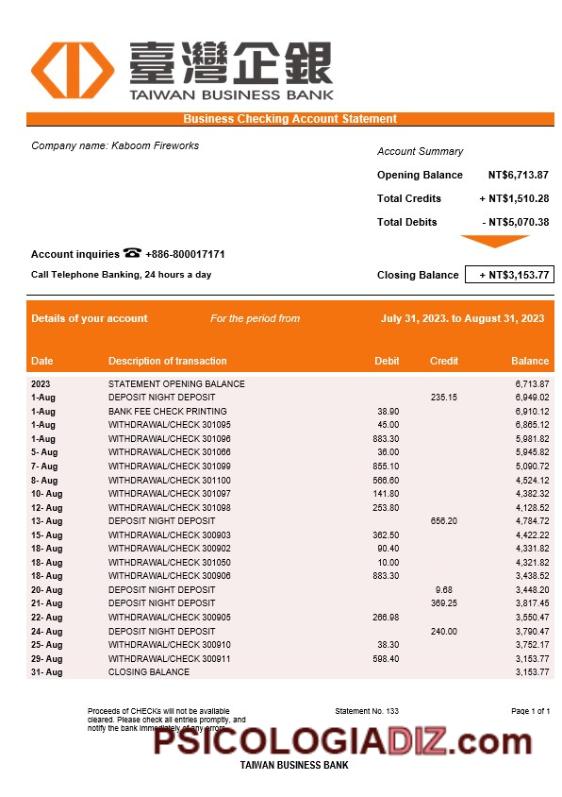 臺灣企銀
TAIWAN BUSINESS BANK
Business Checking Account Statement
Company name: Kaboom Fireworks
Account Summary
Opening Balance NT$6,713.87
Total Credits + NT$1,510.28
Total Debits - NT$5,070.38
Account inquiries ☎ +886-800017171
Call Telephone Banking, 24 hours a day
Closing Balance + NT$3,153.77
Details of your account For the period from July 31, 2023. to August 31, 2023
Date Description of transaction Debit Credit Balance
2023 STATEMENT OPENING BALANCE 6,713.87
1-Aug DEPOSIT NIGHT DEPOSIT 235.15 6,949.02
1-Aug BANK FEE CHECK PRINTING 38.90 6,910.12
1-Aug WITHDRAWAL/CHECK 301095 45.00 6,865.12
1-Aug WITHDRAWAL/CHECK 301096 883.30 5,981.82
5- Aug WITHDRAWAL/CHECK 301066 36.00 5,945.82
7- Aug WITHDRAWAL/CHECK 301099 855.10 5,090.72
8- Aug WITHDRAWAL/CHECK 301100 566.60 4,524.12
10- Aug WITHDRAWAL/CHECK 301097 141.80 4,382.32
12- Aug WITHDRAWAL/CHECK 301098 253.80 4,128.52
13- Aug DEPOSIT NIGHT DEPOSIT 656.20 4,784.72
15- Aug WITHDRAWAL/CHECK 300903 362.50 4,422.22
18- Aug WITHDRAWAL/CHECK 300902 90.40 4,331.82
18- Aug WITHDRAWAL/CHECK 301050 10.00 4,321.82
18- Aug WITHDRAWAL/CHECK 300906 883.30 3,438.52
20- Aug DEPOSIT NIGHT DEPOSIT 9.68 3,448.20
21- Aug DEPOSIT NIGHT DEPOSIT 369.25 3,817.45
22- Aug WITHDRAWAL/CHECK 300905 266.98 3,550.47
24- Aug DEPOSIT NIGHT DEPOSIT 240.00 3,790.47
25- Aug WITHDRAWAL/CHECK 300910 38.30 3,752.17
29- Aug WITHDRAWAL/CHECK 300911 598.40 3,153.77
31- Aug CLOSING BALANCE 3,153.77
Proceeds of CHECKs will not be available Statement No. 133 Page 1 of 1
cleared. Please check all entries promptly, and
notify the bank immediately of any errors
PSICOLOGIADIZ.com
TAIWAN BUSINESS BANK